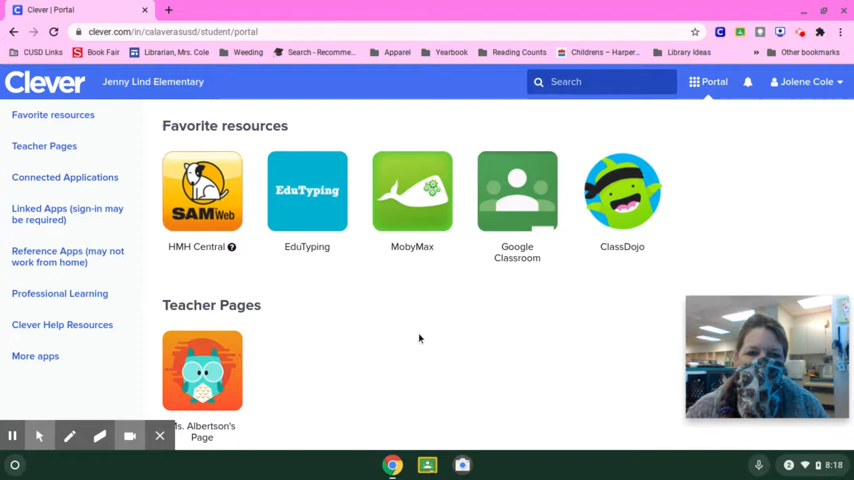 Clever | Portal
clever.com/in/calaverasusd/student/portal
CUSD Links
Book Fair
Librarian, Mrs. Cole
Weeding
Search - Recomme...
Apparel
Yearbook
Reading Counts
Childrens – Harper...
Library Ideas
»
Other bookmarks
Clever
Jenny Lind Elementary
Search
Portal
Jolene Cole
Favorite resources
Teacher Pages
Connected Applications
Linked Apps (sign-in may
be required)
Reference Apps (may not
work from home)
Professional Learning
Clever Help Resources
More apps
Favorite resources
SAM Web
EduTyping
HMH Central
EduTyping
MobyMax
Google
Classroom
ClassDojo
Teacher Pages
Ms. Albertson's
Page
2
8:18